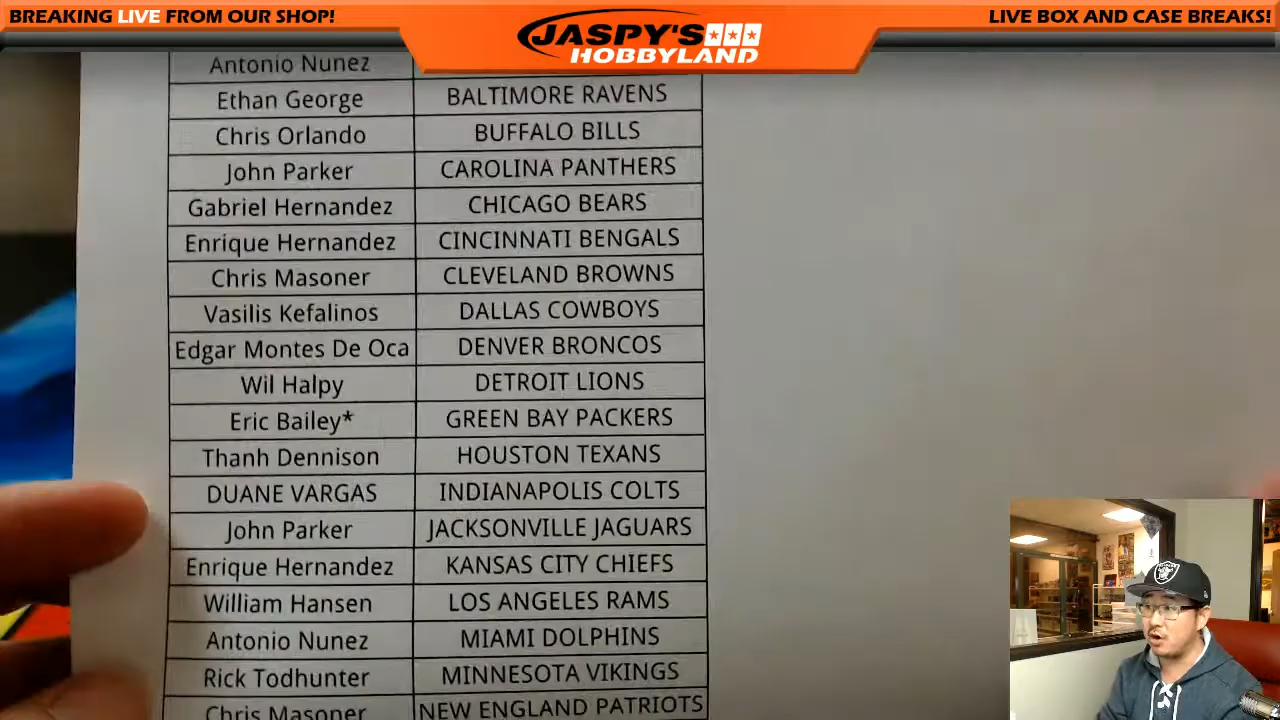 BREAKING LIVE FROM OUR SHOP!
JASPY'S
HOBBYLAND
LIVE BOX AND CASE BREAKS!
Antonio Nunez
Ethan George BALTIMORE RAVENS
Chris Orlando BUFFALO BILLS
John Parker CAROLINA PANTHERS
Gabriel Hernandez CHICAGO BEARS
Enrique Hernandez CINCINNATI BENGALS
Chris Masoner CLEVELAND BROWNS
Vasilis Kefalinos DALLAS COWBOYS
Edgar Montes De Oca DENVER BRONCOS
Wil Halpy DETROIT LIONS
Eric Bailey* GREEN BAY PACKERS
Thanh Dennison HOUSTON TEXANS
DUANE VARGAS INDIANAPOLIS COLTS
John Parker JACKSONVILLE JAGUARS
Enrique Hernandez KANSAS CITY CHIEFS
William Hansen LOS ANGELES RAMS
Antonio Nunez MIAMI DOLPHINS
Rick Todhunter MINNESOTA VIKINGS
Chris Masoner NEW ENGLAND PATRIOTS